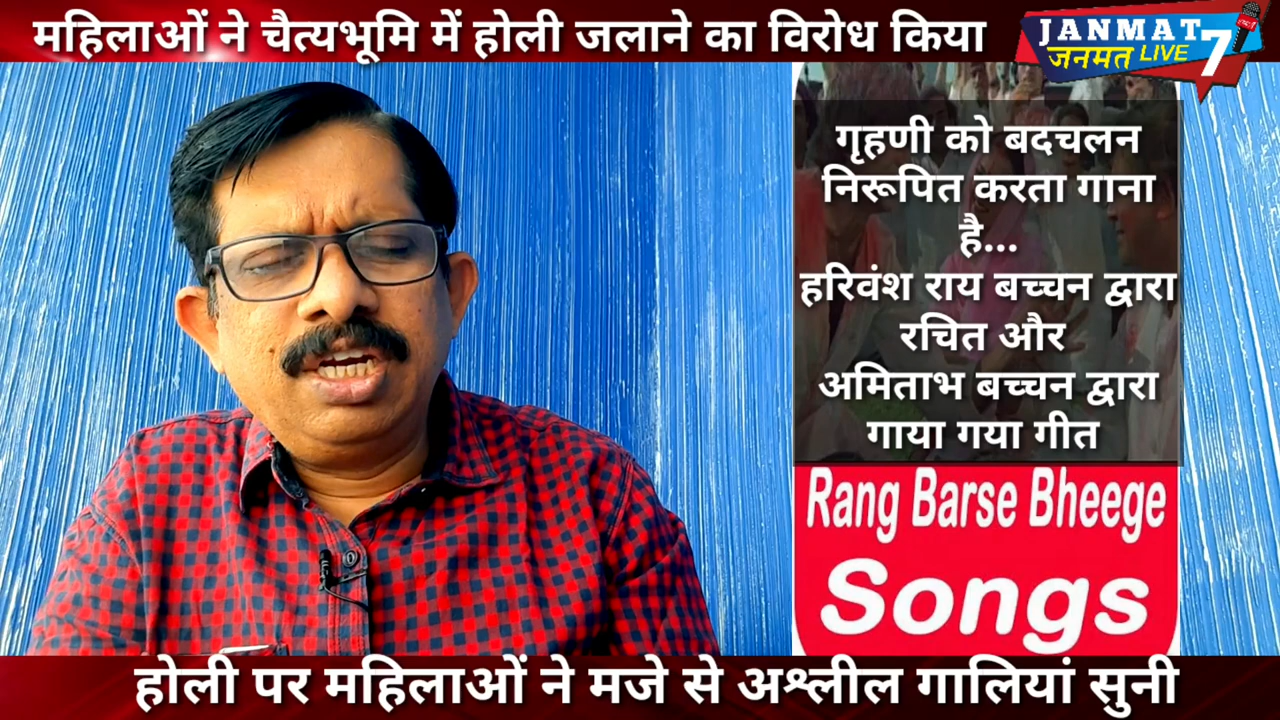 महिलाओं ने चैत्यभूमि में होली जलाने का विरोध किया
JANMAT
जनमत LIVE 7
गृहणी को बदचलन
निरूपित करता गाना
है...
हरिवंश राय बच्चन द्वारा
रचित और
अमिताभ बच्चन द्वारा
गाया गया गीत
Rang Barse Bheege
Songs
होली पर महिलाओं ने मजे से अश्लील गालियां सुनी